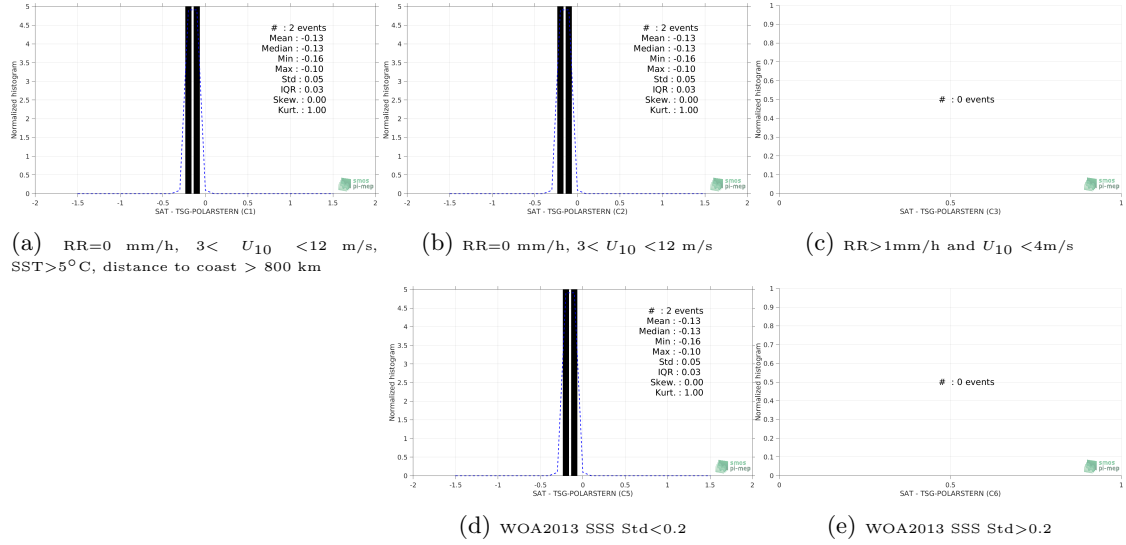 5
4.5
4
3.5
3
2.5
2
1.5
1
0.5
0
-2
-1.5
-1
-0.5
0
0.5
1
1.5
2
Normalized histogram
SAT - TSG-POLARSTERN (C1)
# : 2 events
Mean : -0.13
Median : -0.13
Min : -0.16
Max : -0.10
Std : 0.05
IQR : 0.03
Skew. : 0.00
Kurt. : 1.00
smos
pi-mep
(a) RR=0 mm/h, 3< U10 <12 m/s,
SST>5°C, distance to coast > 800 km
5
4.5
4
3.5
3
2.5
2
1.5
1
0.5
0
-2
-1.5
-1
-0.5
0
0.5
1
1.5
2
Normalized histogram
SAT - TSG-POLARSTERN (C2)
# : 2 events
Mean : -0.13
Median : -0.13
Min : -0.16
Max : -0.10
Std : 0.05
IQR : 0.03
Skew. : 0.00
Kurt. : 1.00
smos
pi-mep
(b) RR=0 mm/h, 3< U10 <12 m/s
1
0.9
0.8
0.7
0.6
0.5
0.4
0.3
0.2
0.1
0
0
0.5
1
Normalized histogram
SAT - TSG-POLARSTERN (C3)
# : 0 events
smos
pi-mep
(c) RR>1mm/h and U10 <4m/s
5
4.5
4
3.5
3
2.5
2
1.5
1
0.5
0
-2
-1.5
-1
-0.5
0
0.5
1
1.5
2
Normalized histogram
SAT - TSG-POLARSTERN (C5)
# : 2 events
Mean : -0.13
Median : -0.13
Min : -0.16
Max : -0.10
Std : 0.05
IQR : 0.03
Skew. : 0.00
Kurt. : 1.00
smos
pi-mep
(d) WOA2013 SSS Std<0.2
1
0.9
0.8
0.7
0.6
0.5
0.4
0.3
0.2
0.1
0
0
0.5
1
Normalized histogram
SAT - TSG-POLARSTERN (C6)
# : 0 events
smos
pi-mep
(e) WOA2013 SSS Std>0.2